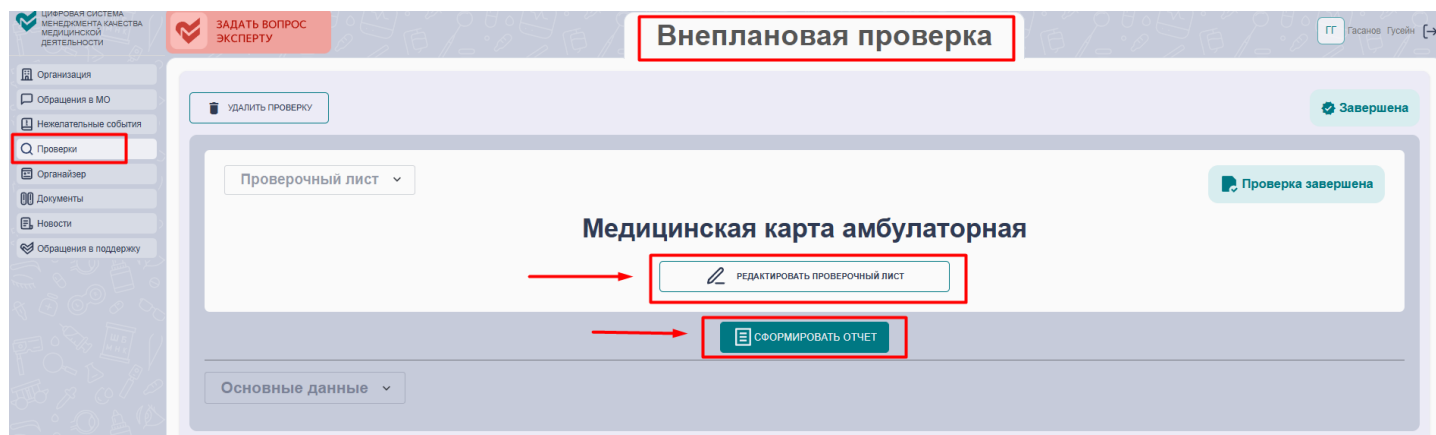 ЦИФРОВАЯ СИСТЕМА
МЕНЕДЖМЕНТА КАЧЕСТВА
МЕДИЦИНСКОЙ
ДЕЯТЕЛЬНОСТИ
ЗАДАТЬ ВОПРОС
ЭКСПЕРТУ
Внеплановая проверка
ГГ Гасанов Гусейн
Организация
Обращения в МО
Нежелательные события
Проверки
Органайзер
Документы
Новости
Обращения в поддержку
УДАЛИТЬ ПРОВЕРКУ
Завершена
Проверочный лист
Проверка завершена
Медицинская карта амбулаторная
РЕДАКТИРОВАТЬ ПРОВЕРОЧНЫЙ ЛИСТ
СФОРМИРОВАТЬ ОТЧЕТ
Основные данные